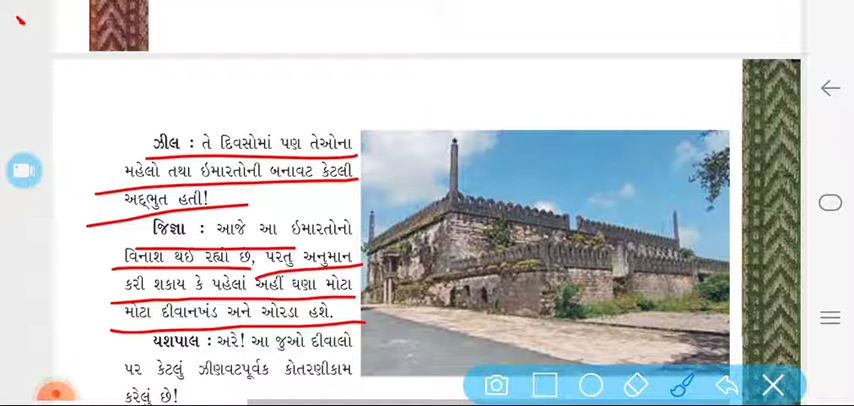 ઝીલ : તે દિવસોમાં પણ તેઓના
મહેલો તથા ઇમારતોની બનાવટ કેટલી
અદ્ભુત હતી!
જિજ્ઞા : આજે આ ઇમારતોનો
વિનાશ થઈ રહ્યો છે, પરંતુ અનુમાન
કરી શકાય કે પહેલાં અહીં ઘણા મોટા
મોટા દીવાનખંડ અને ઓરડા હશે.
યશપાલ : અરે! આ જુઓ દીવાલો
પર કેટલું ઝીણવટપૂર્વક કોતરણીકામ
કરેલું છે!